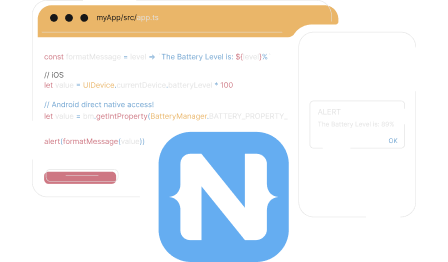 myApp/src/app.ts
const formatMessage = level ➔ The Battery Level is: ${level}%
// iOS
let value = UIDevice.currentDevice.batteryLevel * 100
// Android direct native access!
let value = bm.getIntProperty(BatteryManager.BATTERY_PROPERTY_
alert(formatMessage(value))
ALERT
The Battery Level is:
OK
N